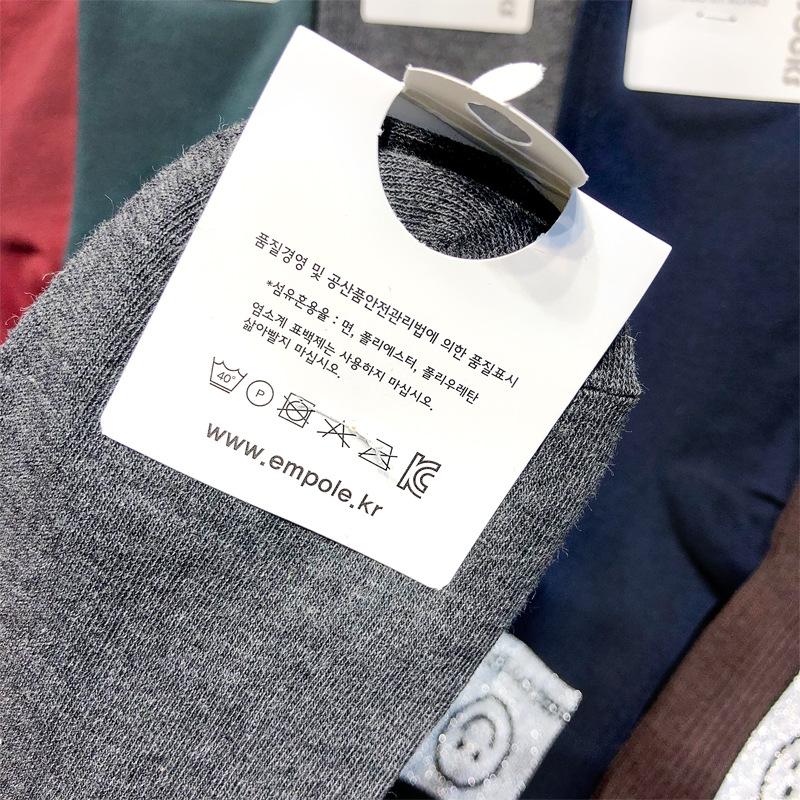 품질경영 및 공산품안전관리법에 의한 품질표시
*섬유혼용율 : 면, 폴리에스터, 폴리우레탄
염소계 표백제는 사용하지 마십시오.
삶아빨지 마십시오.
40°
P
www.empole.kr